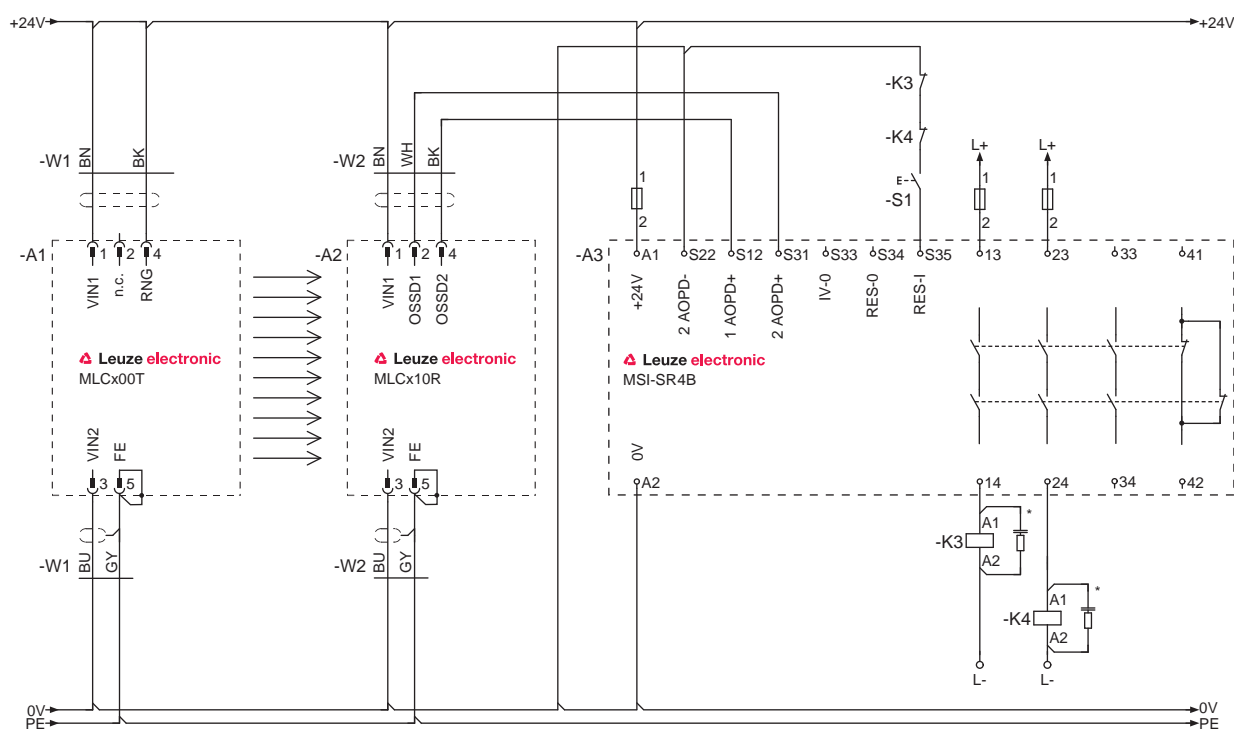 +24V +24V
-K3
-K4
-W1 BN BK -W2 BN WH BK L+ L+
1 1 1
E -S1
2 2 2
-A1 1 2 4 -A2 1 2 4 -A3 A1 S22 S12 S31 S33 S34 S35 13 23 33 41
VIN1 n.c. RNG VIN1 OSSD1 OSSD2 +24V 2 AOPD- 1 AOPD+ 2 AOPD+ IV-0 RES-0 RES-I
Leuze electronic Leuze electronic Leuze electronic
MLCx00T MLCx10R MSI-SR4B
VIN2 FE VIN2 FE 0V
3 5 3 5 A2 14 24 34 42
-K3 A1 *
A2
-W1 BU GY -W2 BU GY
-K4 A1 *
A2
L- L-
0V 0V
PE PE